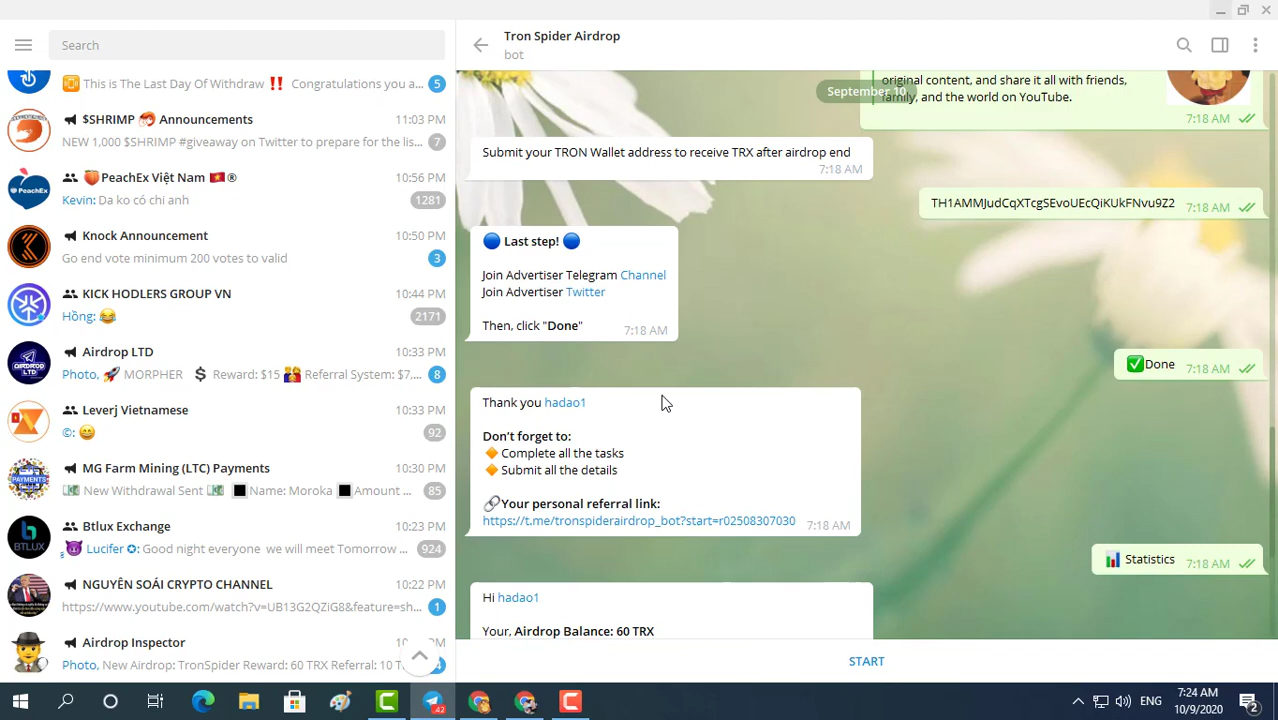 Search
This is The Last Day Of Withdraw ‼️ Congratulations you a...
5
$SHRIMP 🍤 Announcements
11:03 PM
NEW 1,000 $SHRIMP #giveaway on Twitter to prepare for the lis...
7
🍑PeachEx Việt Nam 🇻🇳®
10:56 PM
Kevin: Da ko có chi anh
1281
Knock Announcement
10:50 PM
Go end vote minimum 200 votes to valid
3
KICK HODLERS GROUP VN
10:44 PM
Hồng: 😂
2171
Airdrop LTD
10:33 PM
Photo, 🚀 MORPHER 💲 Reward: $15 👨‍👩‍👧‍👦 Referral System: $7,...
8
Leverj Vietnamese
10:33 PM
©: 😄
92
MG Farm Mining (LTC) Payments
10:30 PM
💵 New Withdrawal Sent 💵 ◼️Name: Moroka ◼️Amount ...
85
Btlux Exchange
10:23 PM
😈 Lucifer ✪: Good night everyone we will meet Tomorrow ...
924
NGUYÊN SOÁI CRYPTO CHANNEL
10:22 PM
https://www.youtube.com/watch?v=UB13G2QZiG8&feature=sh...
1
Airdrop Inspector
Photo, New Airdrop: TronSpider Reward: 60 TRX Referral: 10 T
Tron Spider Airdrop
bot
original content, and share it all with friends,
family, and the world on YouTube.
7:18 AM
September 10
Submit your TRON Wallet address to receive TRX after airdrop end
7:18 AM
TH1AMMJudCqXTcgSEvoUEcQiKUkFNvu9Z2 7:18 AM
🔵 Last step! 🔵
Join Advertiser Telegram Channel
Join Advertiser Twitter
Then, click "Done"
7:18 AM
✅Done 7:18 AM
Thank you hadao1
Don't forget to:
🔸 Complete all the tasks
🔸 Submit all the details
🔗Your personal referral link:
https://t.me/tronspiderairdrop_bot?start=r02508307030
7:18 AM
📊 Statistics 7:18 AM
Hi hadao1
Your, Airdrop Balance: 60 TRX
START
42
ENG
7:24 AM
10/9/2020
2